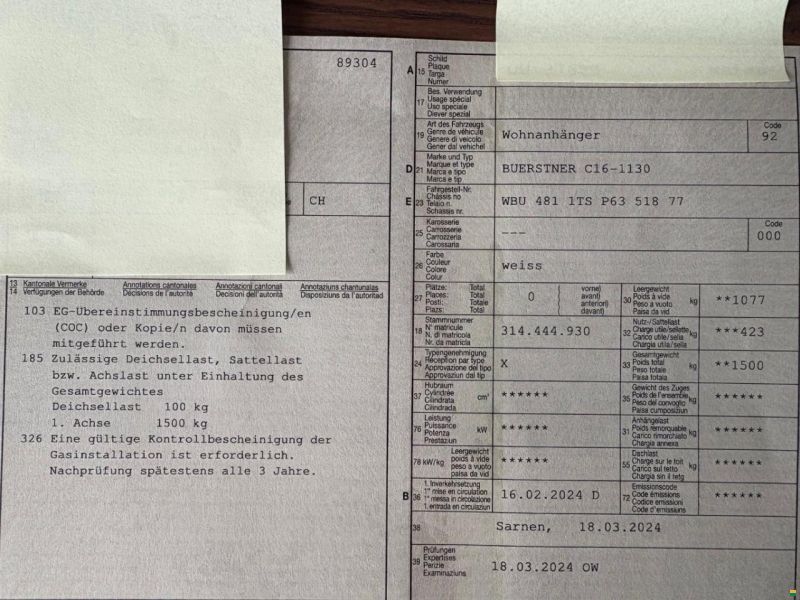 89304
CH
13 Kantonale Vermerke Annotations cantonales Annotazioni cantonali Annotaziuns chantunalas
14 Verfügungen der Behörde Décisions de l'autorité Decisioni dell'autorità Disposiziuns da l'autoritad
103 EG-Übereinstimmungsbescheinigung/en
(COC) oder Kopie/n davon müssen
mitgeführt werden.
185 Zulässige Deichsellast, Sattellast
bzw. Achslast unter Einhaltung des
Gesamtgewichtes
Deichsellast 100 kg
1. Achse 1500 kg
326 Eine gültige Kontrollbescheinigung der
Gasinstallation ist erforderlich.
Nachprüfung spätestens alle 3 Jahre.
A 15 Schild
Plaque
Targa
Numer
17 Bes. Verwendung
Usage spécial
Uso speciale
Diever spezial
19 Art des Fahrzeugs
Genre de véhicule
Genere di veicolo
Gener dal vehichel
Wohnanhänger
Code
92
D 21 Marke und Typ
Marque et type
Marca e tipo
Marca e tip
BUERSTNER C16-1130
E 23 Fahrgestell-Nr.
Châssis no
Telaio n.
Schassis nr.
WBU 481 1TS P63 518 77
25 Karosserie
Carrosserie
Carrozzeria
Carossaria
---
Code
000
26 Farbe
Couleur
Colore
Colur
weiss
27 Plätze: Total
Places: Total
Posti: Totale
Plazs: Total
0
vorne)
avant)
anteriori)
davant)
30 Leergewicht
Poids à vide
Peso a vuoto
Paisa da vid
kg
**1077
18 Stammnummer
N° matricule
N. di matricola
Nr. da matricla
314.444.930
32 Nutz-/Sattellast
Charge utile/sellette
Carico utile/sella
Chargia utila/sella
kg
***423
24 Typengenehmigung
Réception par type
Approvazione del tipo
Approvaziun dal tip
X
33 Gesamtgewicht
Poids total
Peso totale
Paisa totala
kg
**1500
37 Hubraum
Cylindrée
Cilindrata
Cilindrada
cm³
******
35 Gewicht des Zuges
Poids de l'ensemble
Peso del convoglio
Paisa cumposiziun
kg
******
76 Leistung
Puissance
Potenza
Prestaziun
kW
******
31 Anhängelast
Poids remorquable
Carico rimorchiato
Chargia annexa
kg
******
78 kW/kg
Leergewicht
poids à vide
peso a vuoto
paisa da vid
******
55 Dachlast
Charge sur le toit
Carico sul tetto
Chargia sin il tetg
kg
******
B 36 1. Inverkehrsetzung
1re mise en circulation
1a messa in circolazione
1. entrada en circulaziun
16.02.2024 D
72 Emissionscode
Code émissions
Codice emissioni
Code d'emissiuns
******
38
Sarnen, 18.03.2024
39 Prüfungen
Expertises
Perizie
Examinaziuns
18.03.2024 OW